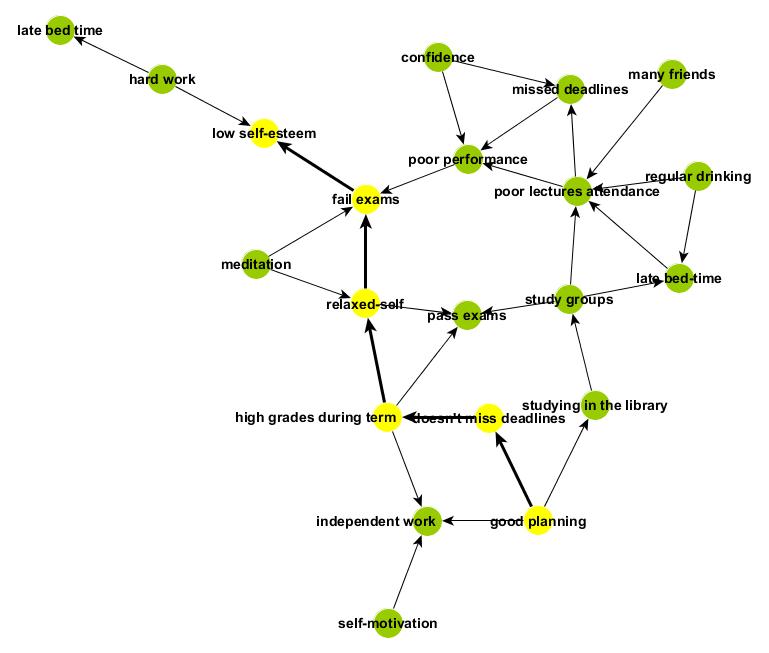 late bed time
confidence
hard work
many friends
missed deadlines
low self-esteem
poor performance
regular drinking
poor lectures attendance
fail exams
meditation
late bed-time
study groups
relaxed-self
pass exams
studying in the library
high grades during term
doesn't miss deadlines
independent work
good planning
self-motivation